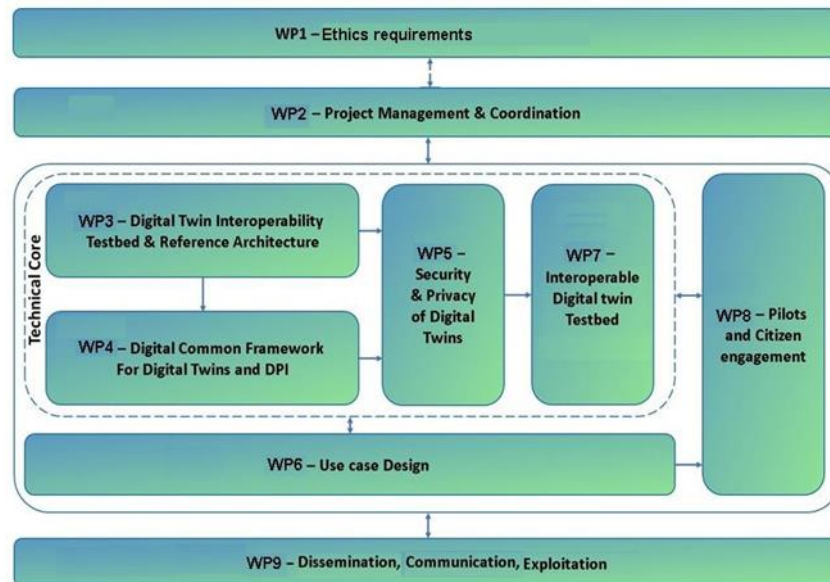 WP1 – Ethics requirements
WP2 – Project Management & Coordination
Technical Core
WP3 – Digital Twin Interoperability
Testbed & Reference Architecture
WP4 – Digital Common Framework
For Digital Twins and DPI
WP5 –
Security
& Privacy
of Digital
Twins
WP7 –
Interoperable
Digital twin
Testbed
WP8 – Pilots
and Citizen
engagement
WP6 – Use case Design
WP9 – Dissemination, Communication, Exploitation